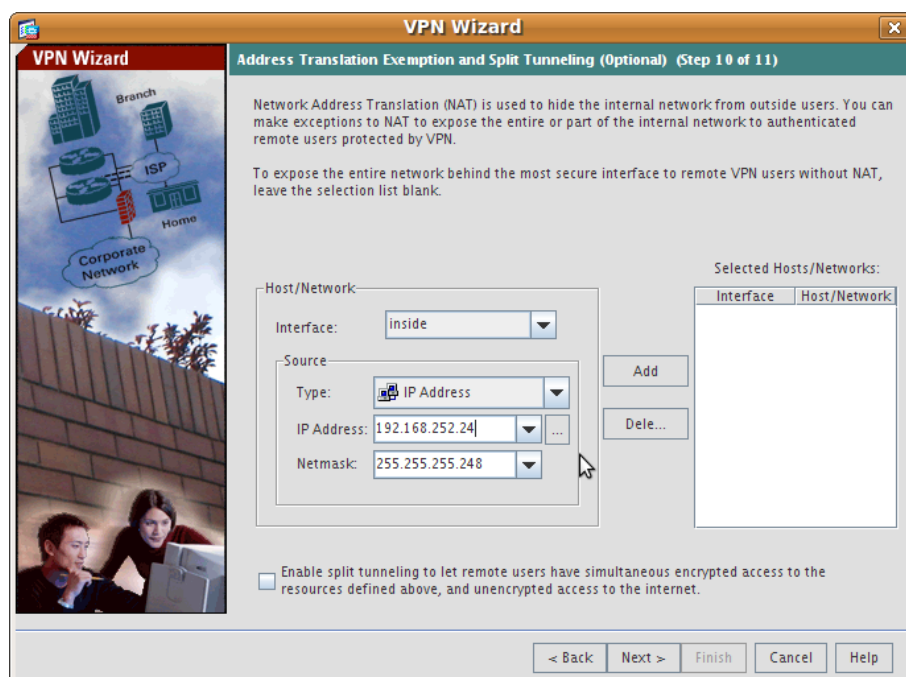 VPN Wizard
VPN Wizard
Address Translation Exemption and Split Tunneling (Optional) (Step 10 of 11)
Branch
ISP
Home
Corporate
Network
Network Address Translation (NAT) is used to hide the internal network from outside users. You can
make exceptions to NAT to expose the entire or part of the internal network to authenticated
remote users protected by VPN.
To expose the entire network behind the most secure interface to remote VPN users without NAT,
leave the selection list blank.
Host/Network
Interface: inside
Source
Type: IP Address
IP Address: 192.168.252.24 ...
Netmask: 255.255.255.248
Add
Dele...
Selected Hosts/Networks:
Interface Host/Network
Enable split tunneling to let remote users have simultaneous encrypted access to the
resources defined above, and unencrypted access to the internet.
< Back Next > Finish Cancel Help